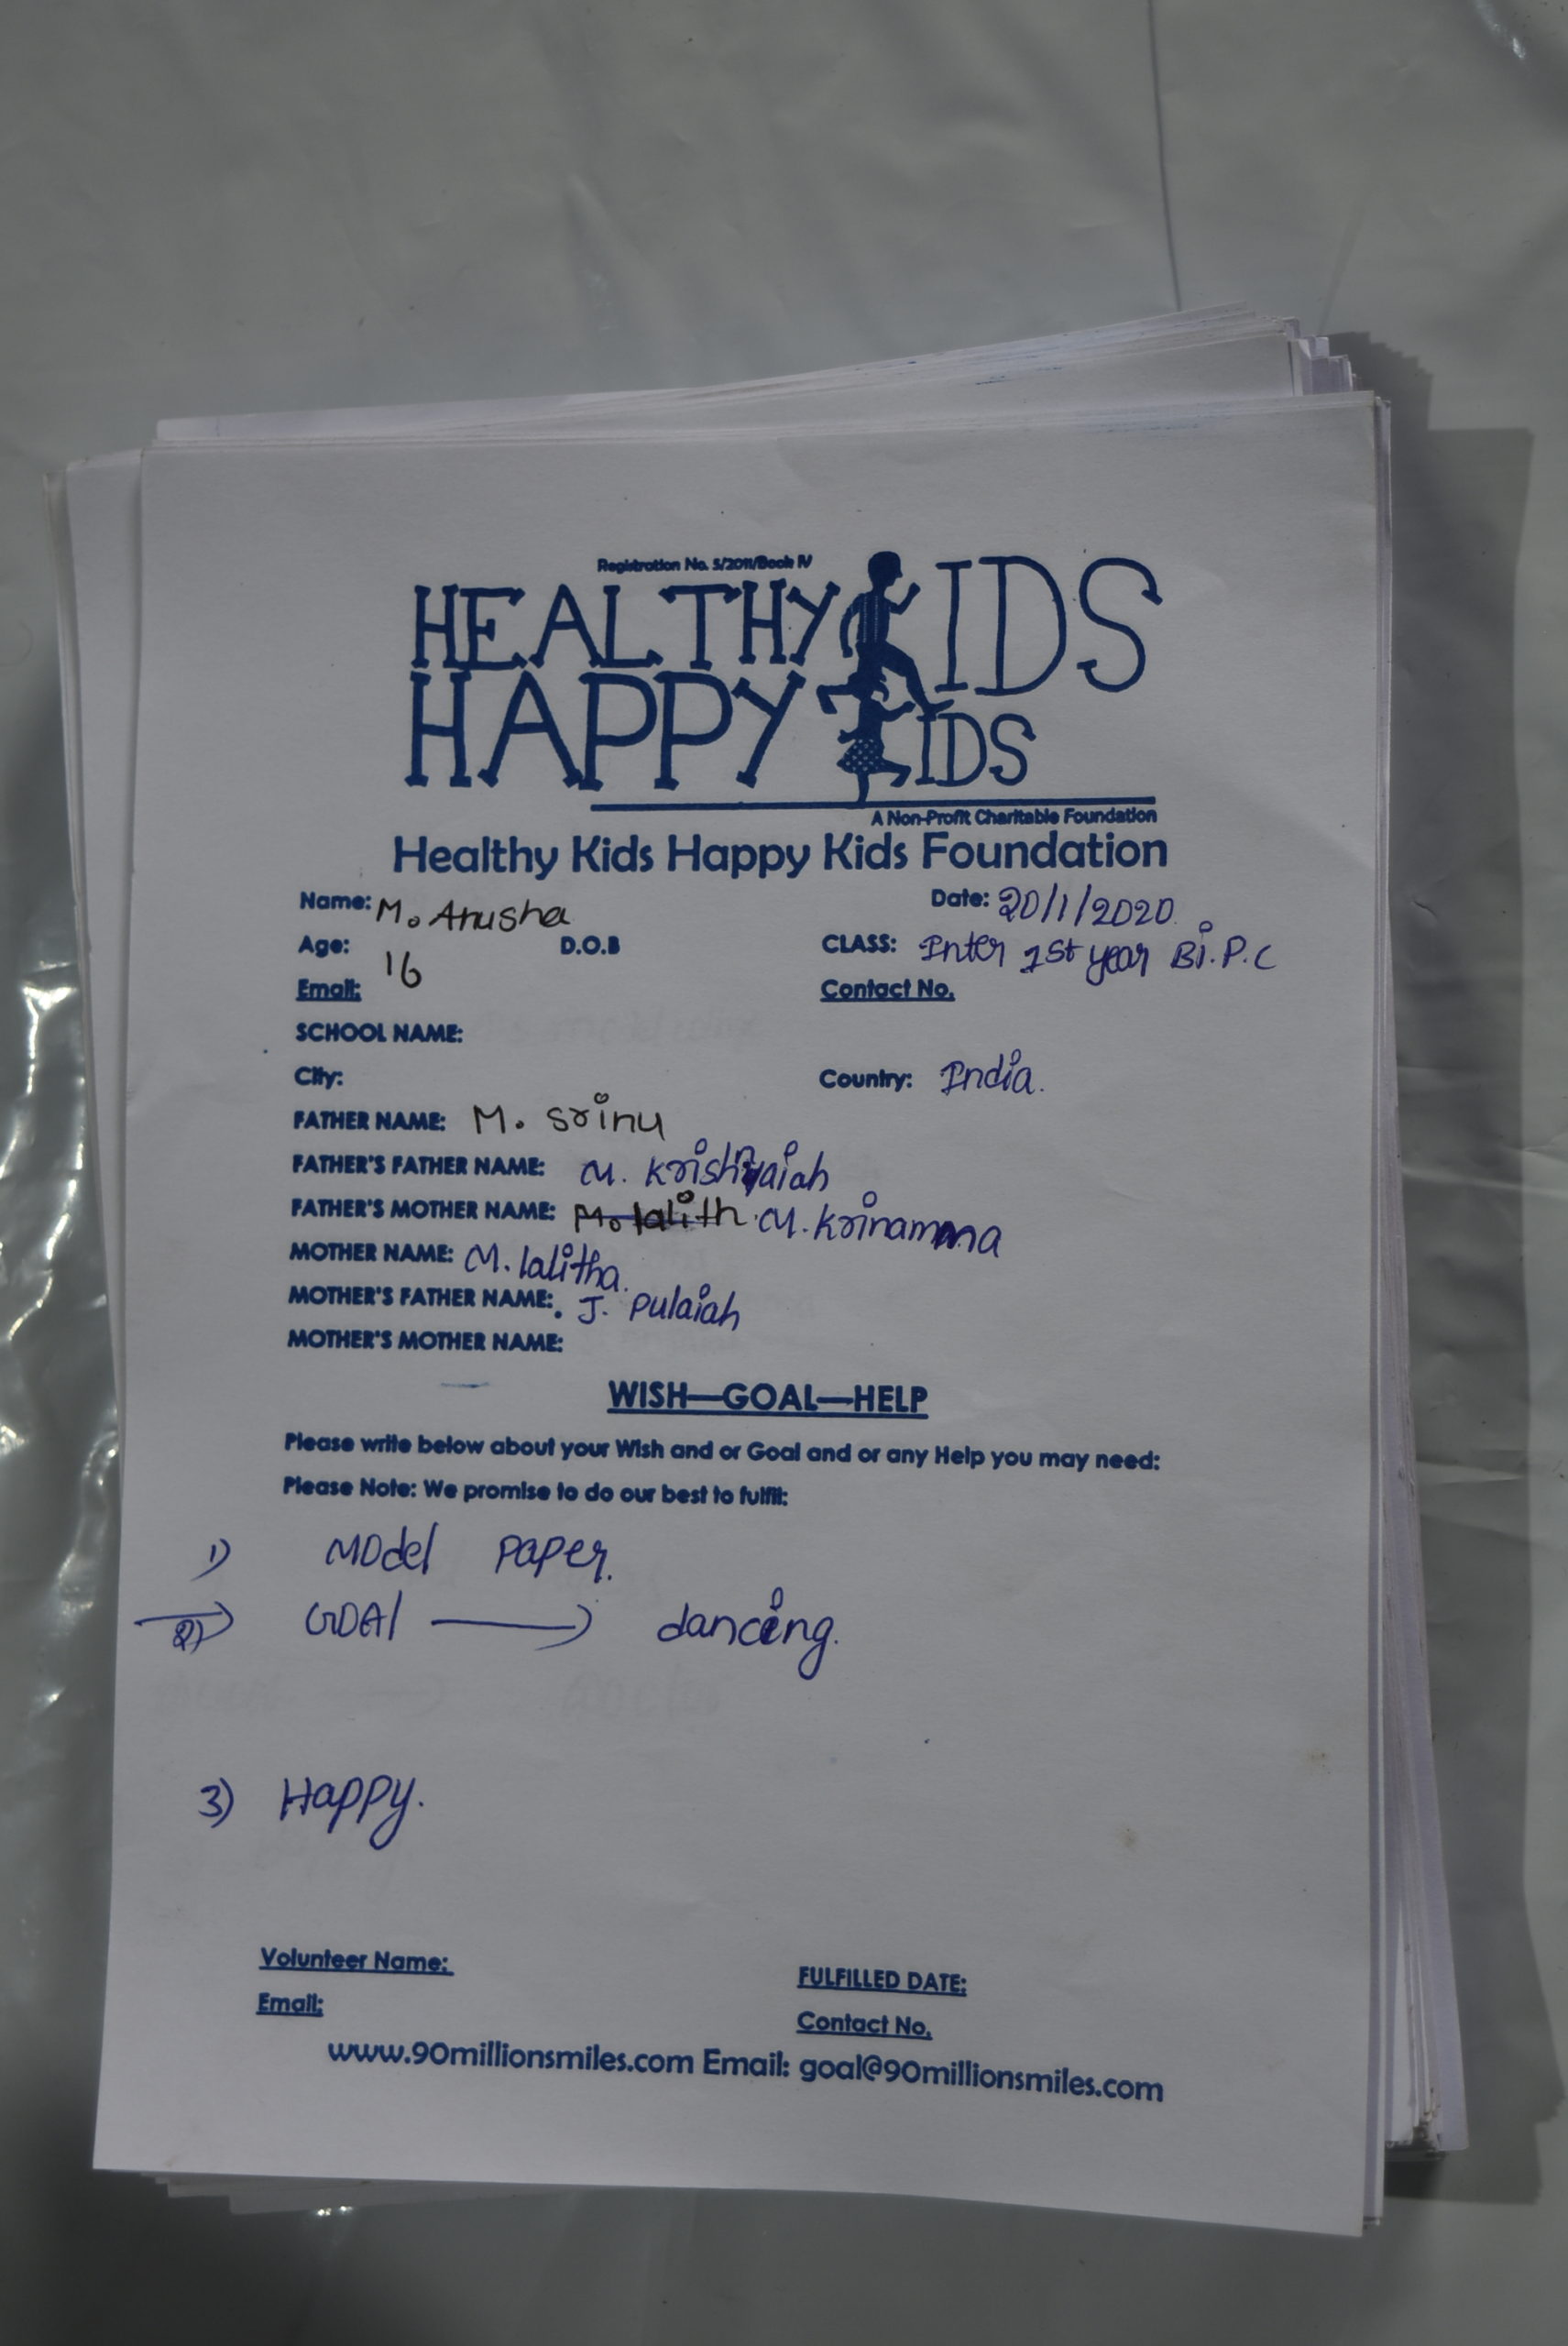 Registration No. 5/2011/Book IV
HEALTHY KIDS
HAPPY KIDS
A Non-Profit Charitable Foundation
Healthy Kids Happy Kids Foundation
Name: M. Anusha Date: 20/1/2020
Age: 16 D.O.B CLASS: Inter 1st year Bi.P.C
Email: Contact No.
SCHOOL NAME:
City: Country: India.
FATHER NAME: M. Srinu
FATHER'S FATHER NAME: M. Krishnaiah
FATHER'S MOTHER NAME: M. lalith. M. Krinamma
MOTHER NAME: M. lalitha.
MOTHER'S FATHER NAME: J. Pulaiah
MOTHER'S MOTHER NAME:
WISH—GOAL—HELP
Please write below about your Wish and or Goal and or any Help you may need:
Please Note: We promise to do our best to fulfil:
1) MOdel Paper.
2) GOAl → dancing.
3) Happy.
Volunteer Name: FULFILLED DATE:
Email: Contact No.
www.90millionsmiles.com Email: goal@90millionsmiles.com